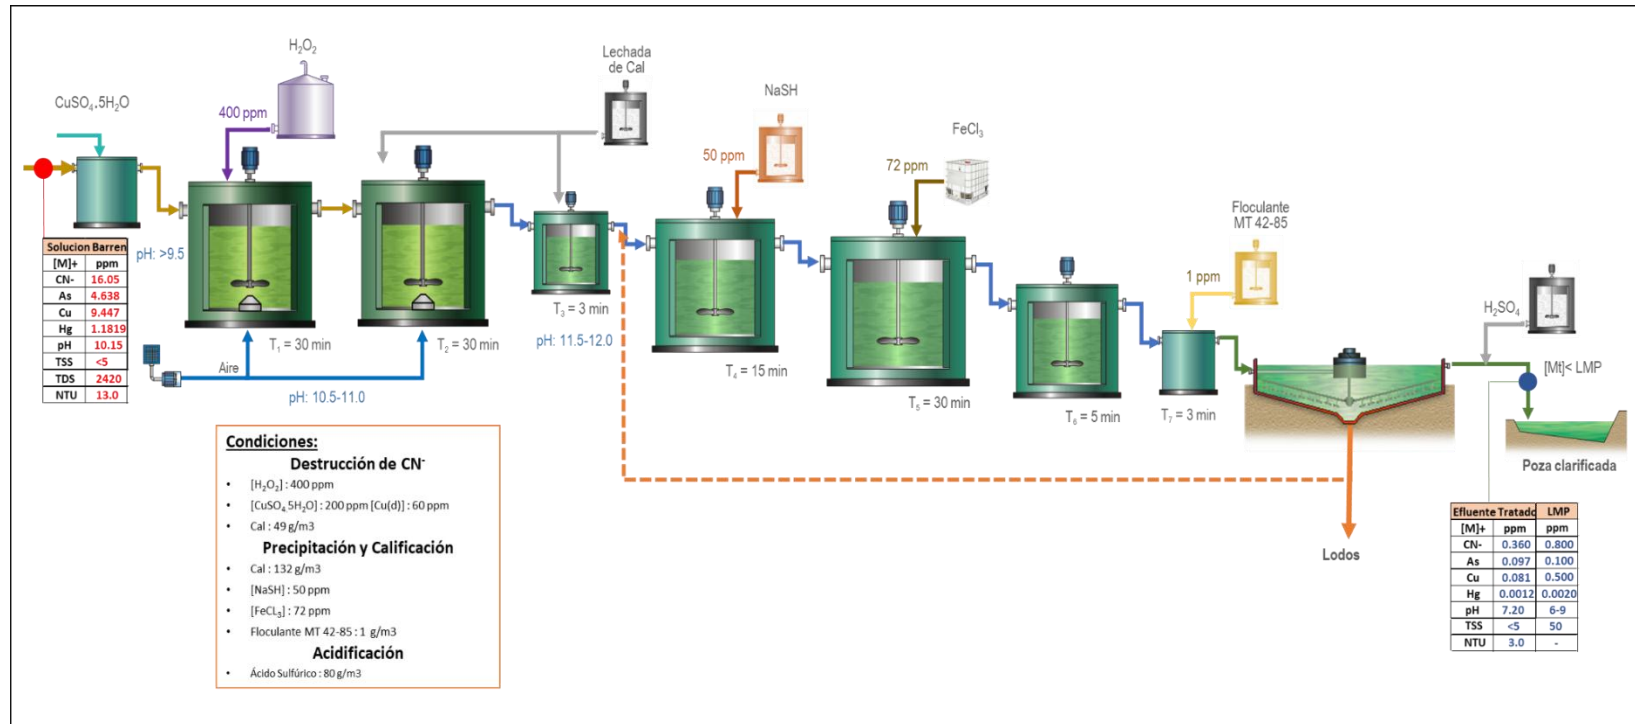 H₂O₂
Lechada
de Cal
CuSO₄.5H₂O
NaSH
FeCl₃
400 ppm
50 ppm
72 ppm
Floculante
MT 42-85
1 ppm
H₂SO₄
pH: >9.5
Solucion Barren
[M]+ ppm
CN- 16.05
As 4.638
Cu 9.447
Hg 1.1819
pH 10.15
TSS <5
TDS 2420
NTU 13.0
Aire
T₁ = 30 min
T₂ = 30 min
pH: 10.5-11.0
T₃ = 3 min
pH: 11.5-12.0
T₄ = 15 min
T₅ = 30 min
T₆ = 5 min
T₇ = 3 min
[Mt]< LMP
Poza clarificada
Lodos
Condiciones:
Destrucción de CN⁻
• [H₂O₂] : 400 ppm
• [CuSO₄.5H₂O] : 200 ppm [Cu(d)] : 60 ppm
• Cal : 49 g/m3
Precipitación y Calificación
• Cal : 132 g/m3
• [NaSH] : 50 ppm
• [FeCL₃] : 72 ppm
• Floculante MT 42-85 : 1 g/m3
Acidificación
• Ácido Sulfúrico : 80 g/m3
Efluente Tratado LMP
[M]+ ppm ppm
CN- 0.360 0.800
As 0.097 0.100
Cu 0.081 0.500
Hg 0.0012 0.0020
pH 7.20 6-9
TSS <5 50
NTU 3.0 -